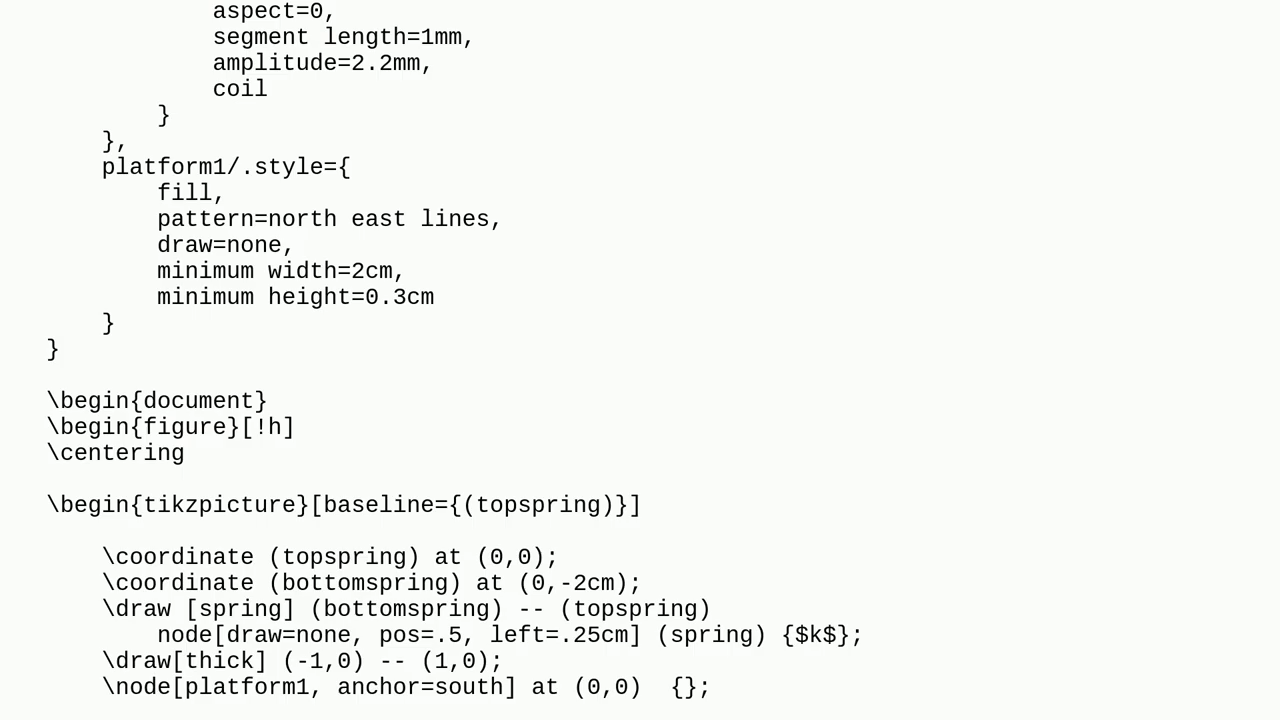 aspect=0,
            segment length=1mm,
            amplitude=2.2mm,
            coil
        }
    },
    platform1/.style={
        fill,
        pattern=north east lines,
        draw=none,
        minimum width=2cm,
        minimum height=0.3cm
    }
}

\begin{document}
\begin{figure}[!h]
\centering

\begin{tikzpicture}[baseline={(topspring)}]

    \coordinate (topspring) at (0,0);
    \coordinate (bottomspring) at (0,-2cm);
    \draw [spring] (bottomspring) -- (topspring)
        node[draw=none, pos=.5, left=.25cm] (spring) {$k$};
    \draw[thick] (-1,0) -- (1,0);
    \node[platform1, anchor=south] at (0,0)  {};